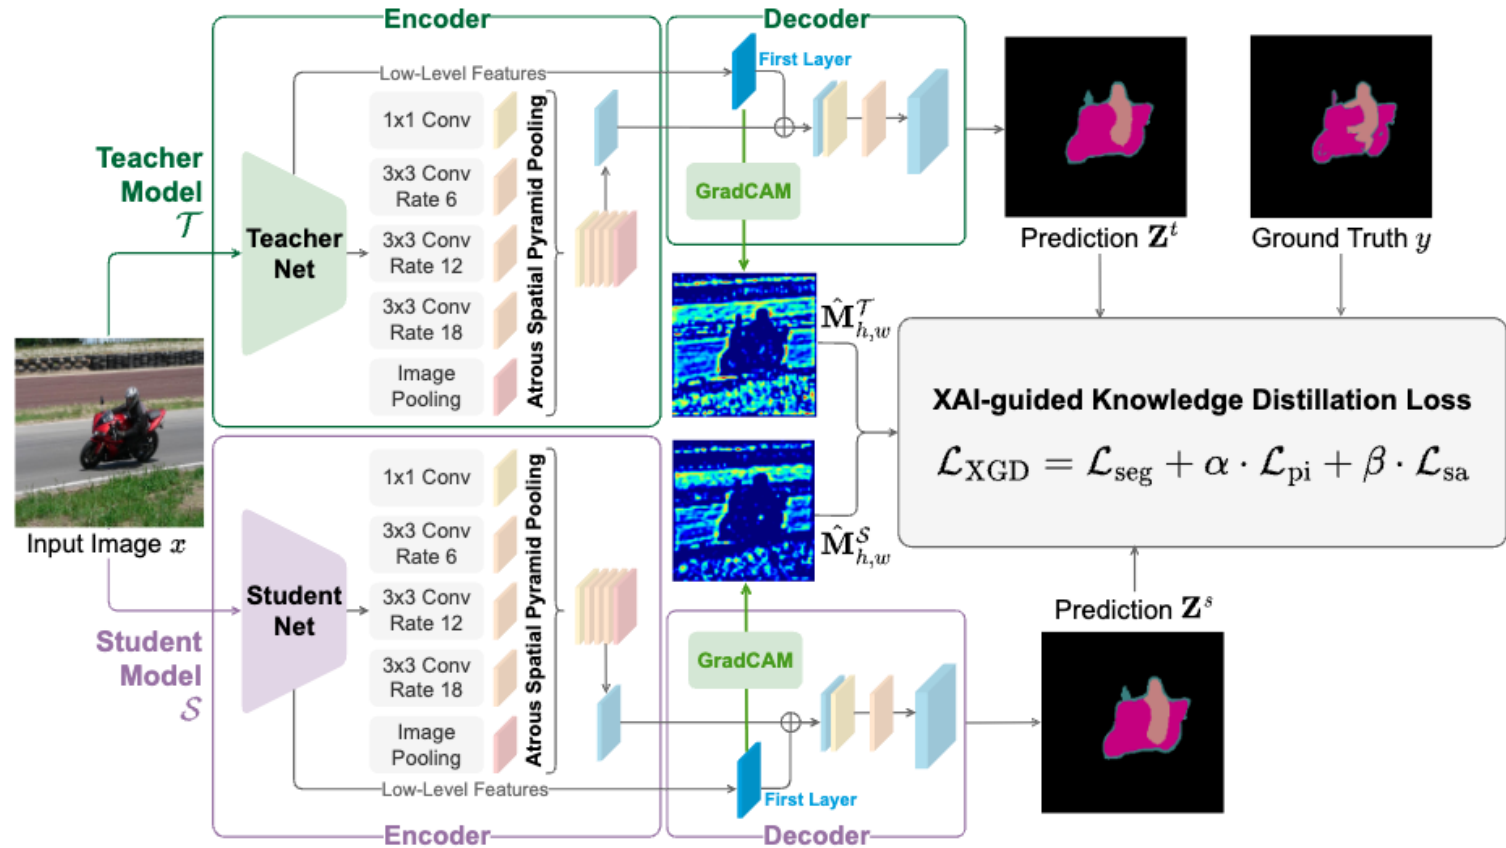 Encoder
Decoder
Low-Level Features
First Layer
1x1 Conv
3x3 Conv
Rate 6
3x3 Conv
Rate 12
3x3 Conv
Rate 18
Image
Pooling
Atrous Spatial Pyramid Pooling
Teacher
Model
𝒯
Teacher
Net
GradCAM
Prediction Z^t
Ground Truth y
M̂^𝒯_{h,w}
XAI-guided Knowledge Distillation Loss
ℒ_XGD = ℒ_seg + α · ℒ_pi + β · ℒ_sa
Input Image x
M̂^𝒮_{h,w}
1x1 Conv
3x3 Conv
Rate 6
3x3 Conv
Rate 12
3x3 Conv
Rate 18
Image
Pooling
Atrous Spatial Pyramid Pooling
Student
Net
Student
Model
𝒮
GradCAM
Prediction Z^s
Low-Level Features
First Layer
Encoder
Decoder